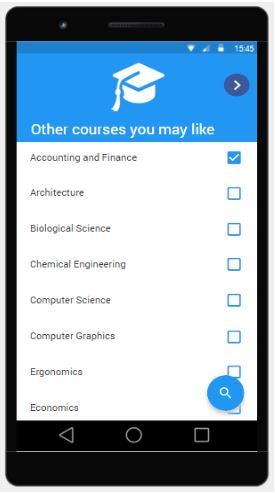 15:45
Other courses you may like
Accounting and Finance
Architecture
Biological Science
Chemical Engineering
Computer Science
Computer Graphics
Ergonomics
Economics